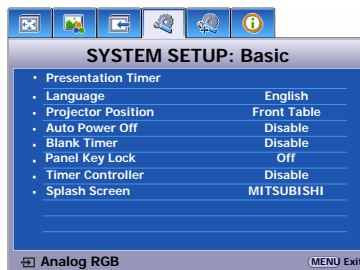 SYSTEM SETUP: Basic
Presentation Timer
Language English
Projector Position Front Table
Auto Power Off Disable
Blank Timer Disable
Panel Key Lock Off
Timer Controller Disable
Splash Screen MITSUBISHI
Analog RGB MENU Exit